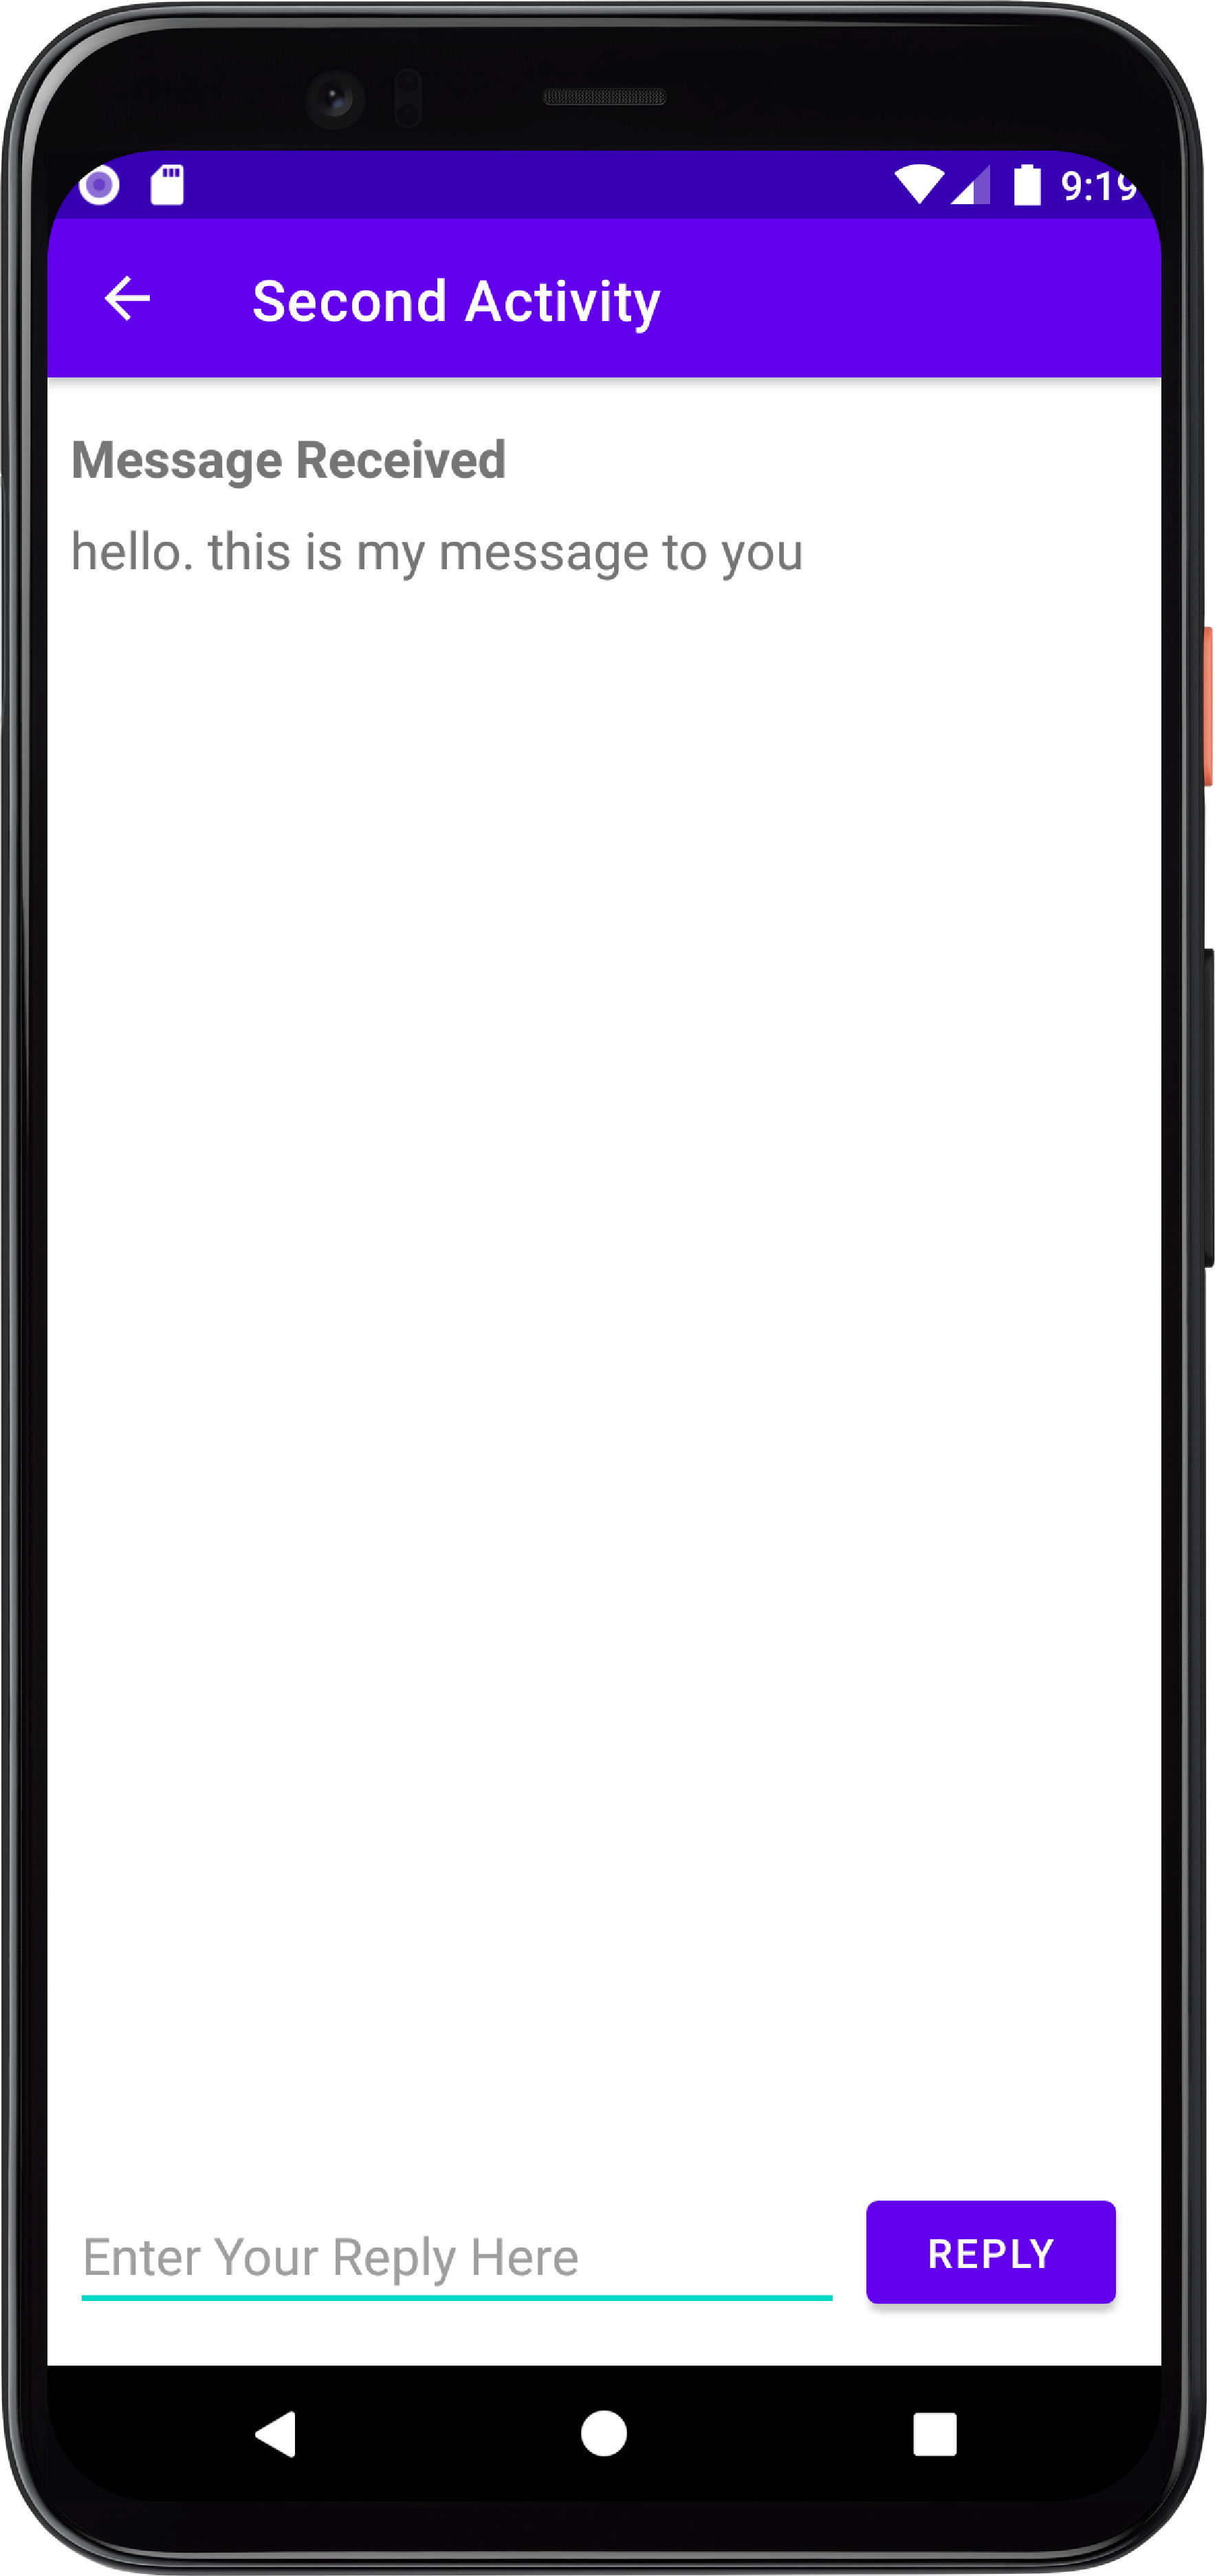 9:19
Second Activity
Message Received
hello. this is my message to you
Enter Your Reply Here
REPLY